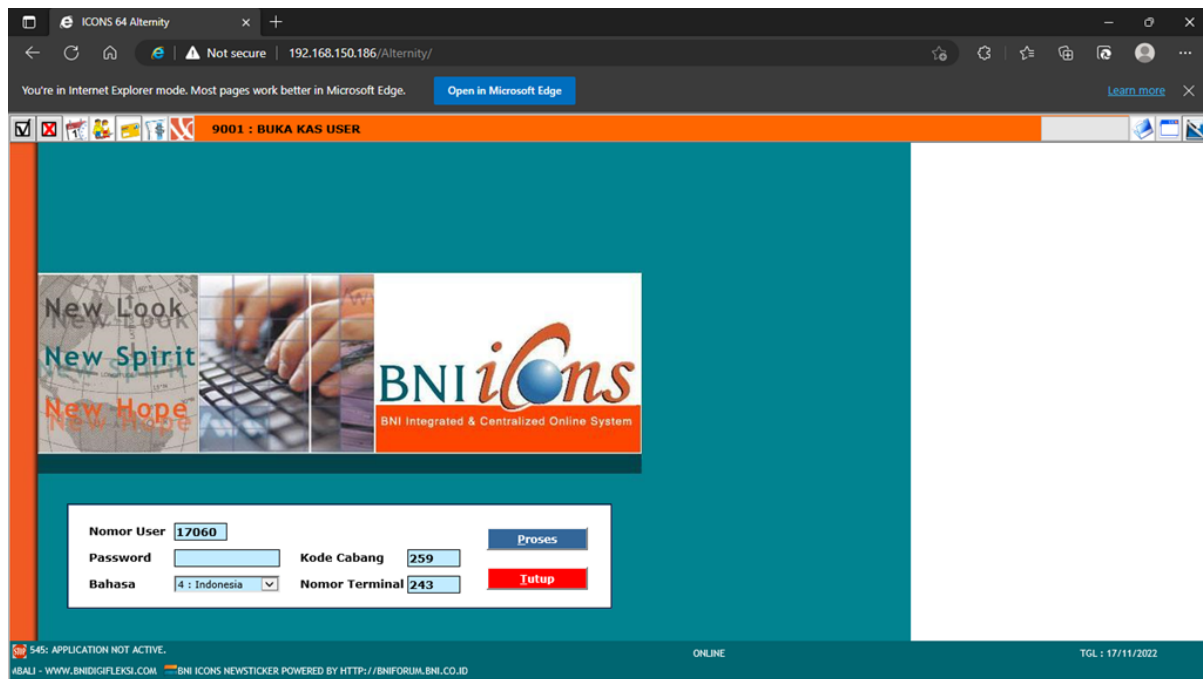 ICONS 64 Alternity
Not secure | 192.168.150.186/Alternity/
You're in Internet Explorer mode. Most pages work better in Microsoft Edge. Open in Microsoft Edge Learn more
9001 : BUKA KAS USER
New Look
New Spirit
New Hope
BNI icons
BNI Integrated & Centralized Online System
Nomor User 17060
Proses
Password Kode Cabang 259
Bahasa 4 : Indonesia Nomor Terminal 243
Tutup
545: APPLICATION NOT ACTIVE. ONLINE TGL : 17/11/2022
ABALI - WWW.BNIDIGIFLEKSI.COM BNI ICONS NEWSTICKER POWERED BY HTTP://BNIFORUM.BNI.CO.ID